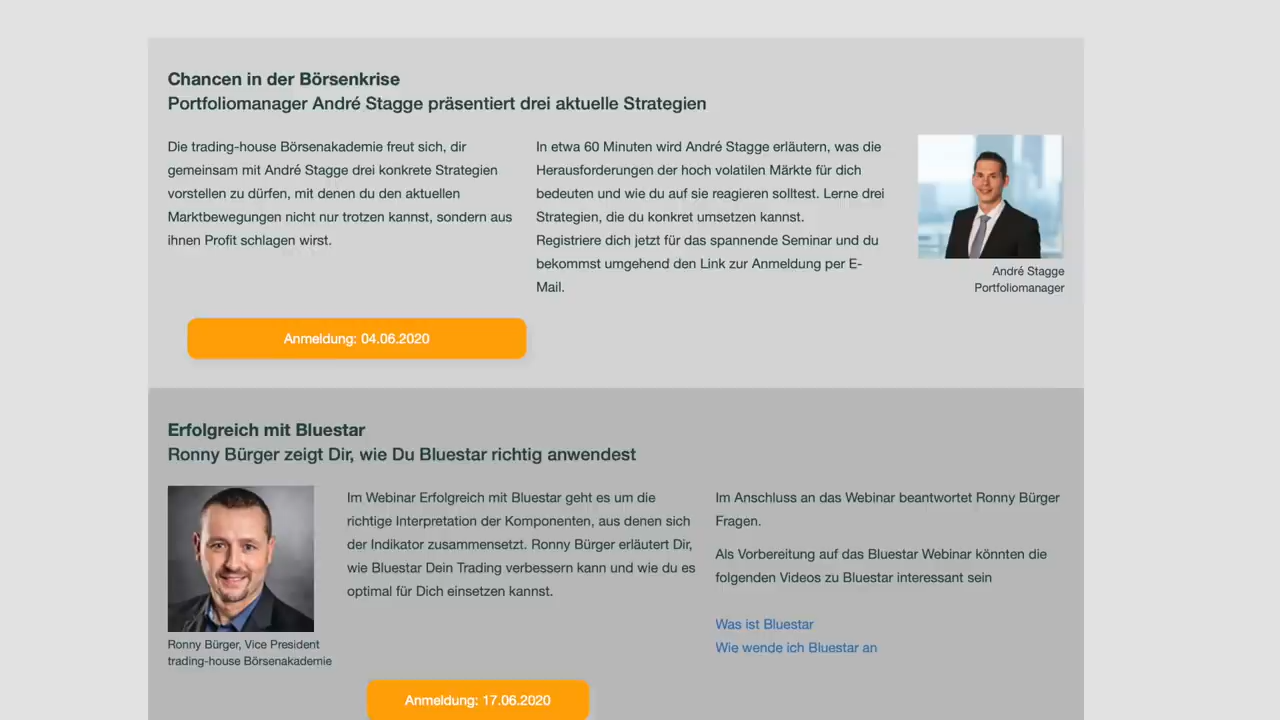 Chancen in der Börsenkrise
Portfoliomanager André Stagge präsentiert drei aktuelle Strategien
Die trading-house Börsenakademie freut sich, dir
gemeinsam mit André Stagge drei konkrete Strategien
vorstellen zu dürfen, mit denen du den aktuellen
Marktbewegungen nicht nur trotzen kannst, sondern aus
ihnen Profit schlagen wirst.
In etwa 60 Minuten wird André Stagge erläutern, was die
Herausforderungen der hoch volatilen Märkte für dich
bedeuten und wie du auf sie reagieren solltest. Lerne drei
Strategien, die du konkret umsetzen kannst.
Registriere dich jetzt für das spannende Seminar und du
bekommst umgehend den Link zur Anmeldung per E-
Mail.
André Stagge
Portfoliomanager
Anmeldung: 04.06.2020
Erfolgreich mit Bluestar
Ronny Bürger zeigt Dir, wie Du Bluestar richtig anwendest
Ronny Bürger, Vice President
trading-house Börsenakademie
Im Webinar Erfolgreich mit Bluestar geht es um die
richtige Interpretation der Komponenten, aus denen sich
der Indikator zusammensetzt. Ronny Bürger erläutert Dir,
wie Bluestar Dein Trading verbessern kann und wie du es
optimal für Dich einsetzen kannst.
Im Anschluss an das Webinar beantwortet Ronny Bürger
Fragen.
Als Vorbereitung auf das Bluestar Webinar könnten die
folgenden Videos zu Bluestar interessant sein
Was ist Bluestar
Wie wende ich Bluestar an
Anmeldung: 17.06.2020